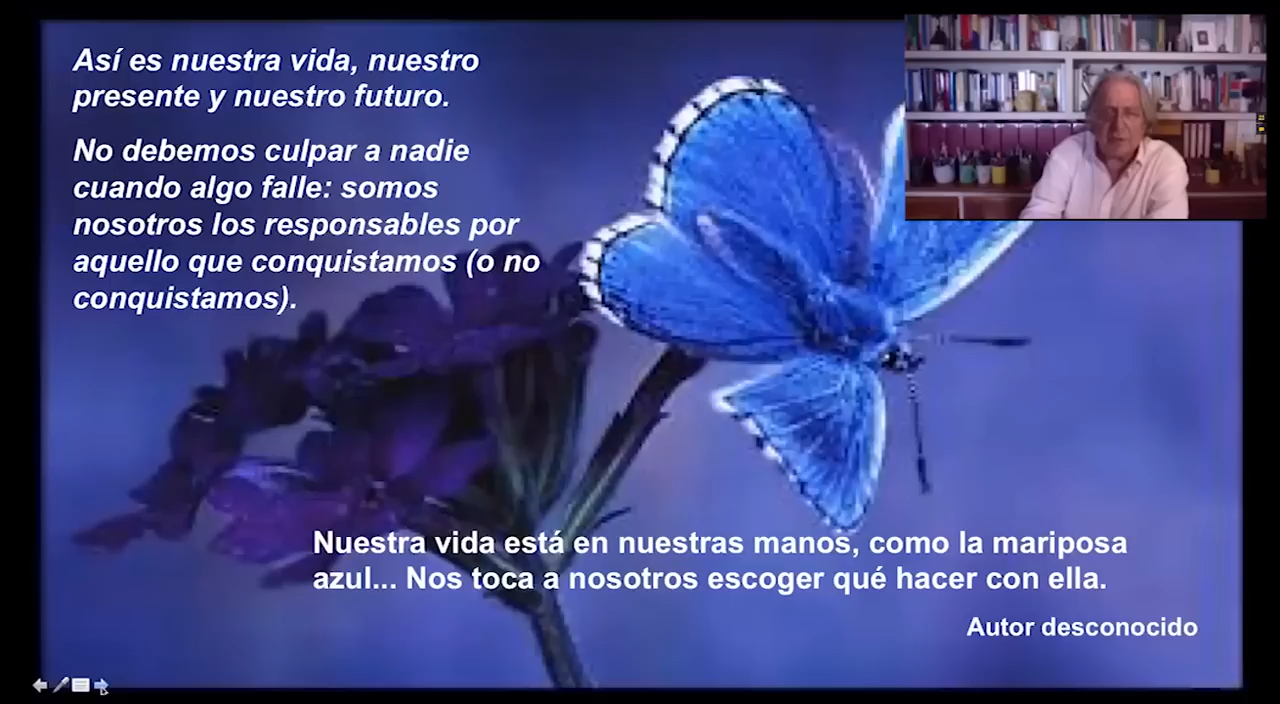 Así es nuestra vida, nuestro
presente y nuestro futuro.
No debemos culpar a nadie
cuando algo falle: somos
nosotros los responsables por
aquello que conquistamos (o no
conquistamos).
Nuestra vida está en nuestras manos, como la mariposa
azul... Nos toca a nosotros escoger qué hacer con ella.
Autor desconocido